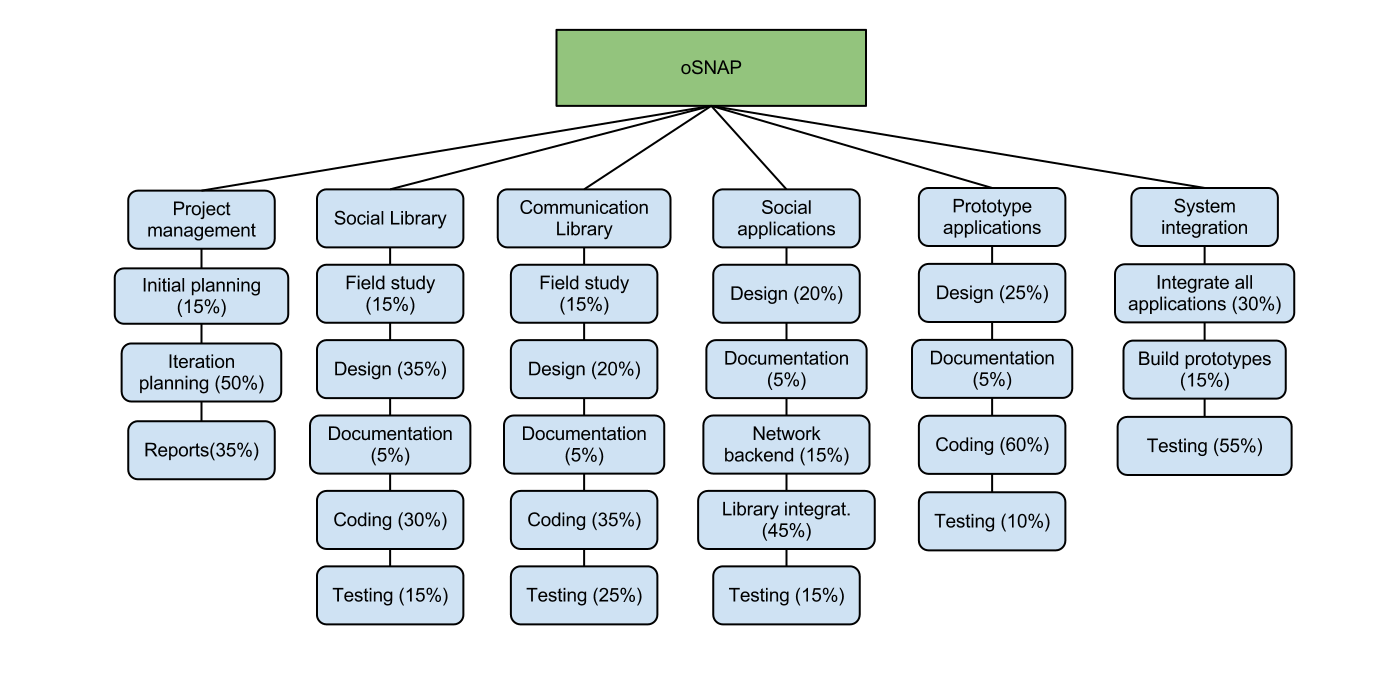 oSNAP
Project
management
Initial planning
(15%)
Iteration
planning (50%)
Reports(35%)
Social Library
Field study
(15%)
Design (35%)
Documentation
(5%)
Coding (30%)
Testing (15%)
Communication
Library
Field study
(15%)
Design (20%)
Documentation
(5%)
Coding (35%)
Testing (25%)
Social
applications
Design (20%)
Documentation
(5%)
Network
backend (15%)
Library integrat.
(45%)
Testing (15%)
Prototype
applications
Design (25%)
Documentation
(5%)
Coding (60%)
Testing (10%)
System
integration
Integrate all
applications (30%)
Build prototypes
(15%)
Testing (55%)